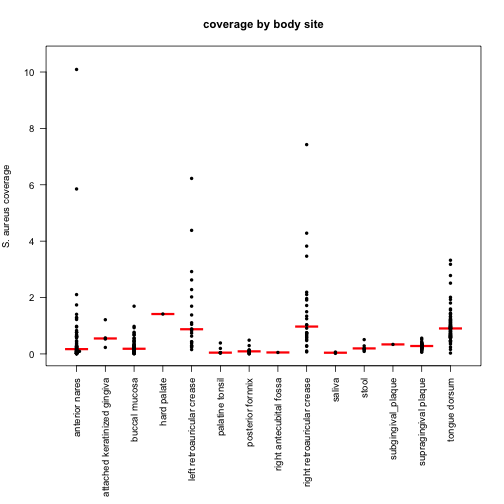 coverage by body site
S. aureus coverage
10
8
6
4
2
0
anterior nares
attached keratinized gingiva
buccal mucosa
hard palate
left retroauricular crease
palatine tonsil
posterior fornnix
right antecubital fossa
right retroauricular crease
saliva
stool
subgingival_plaque
supragingival plaque
tongue dorsum